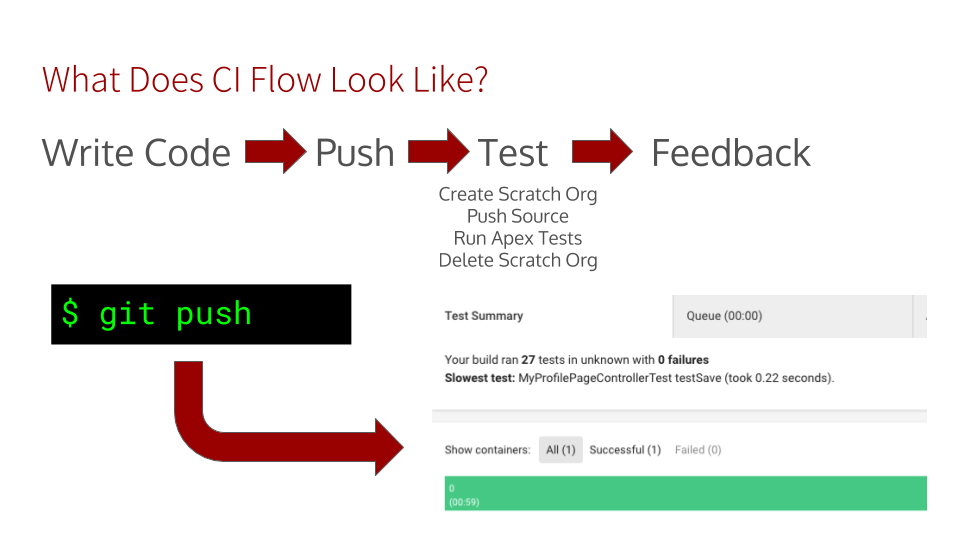 What Does CI Flow Look Like?
Write Code Push Test Feedback
Create Scratch Org
Push Source
Run Apex Tests
Delete Scratch Org
$ git push
Test Summary Queue (00:00)
Your build ran 27 tests in unknown with 0 failures
Slowest test: MyProfilePageControllerTest testSave (took 0.22 seconds).
Show containers: All (1) Successful (1) Failed (0)
0
(00:59)